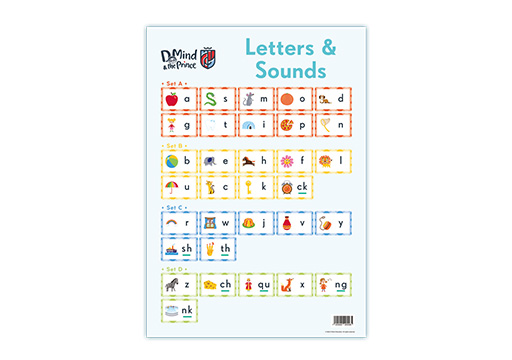 Letters &
Sounds
D Mind
& the Prince
Set A
a s m o d
g t i p n
Set B
b e h f l
u c k ck
Set C
r w j v y
sh th
Set D
z ch qu x ng
nk